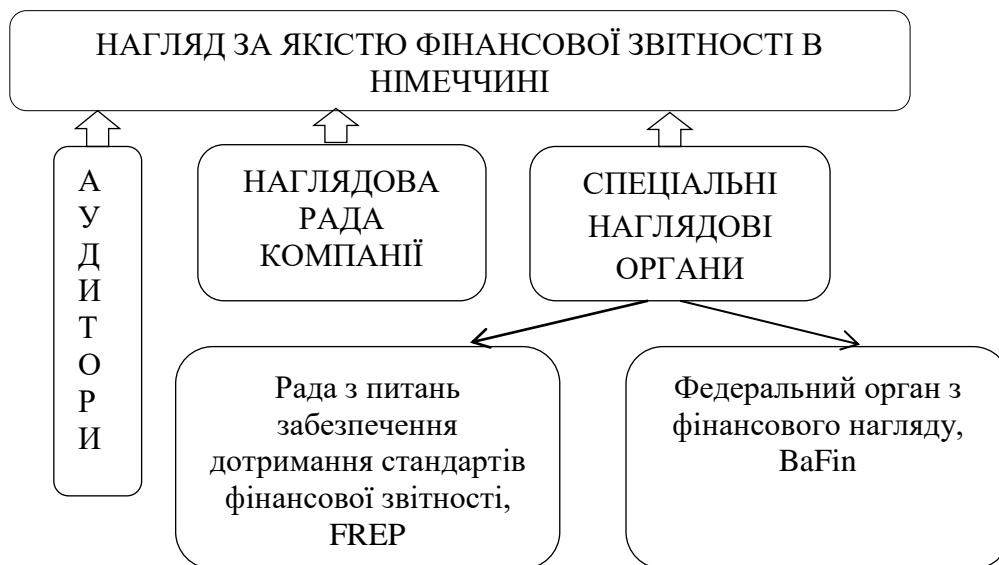 НАГЛЯД ЗА ЯКІСТЮ ФІНАНСОВОЇ ЗВІТНОСТІ В
НІМЕЧЧИНІ
А
У
Д
И
Т
О
Р
И
НАГЛЯДОВА
РАДА
КОМПАНІЇ
СПЕЦІАЛЬНІ
НАГЛЯДОВІ
ОРГАНИ
Рада з питань
забезпечення
дотримання стандартів
фінансової звітності,
FREP
Федеральний орган з
фінансового нагляду,
BaFin